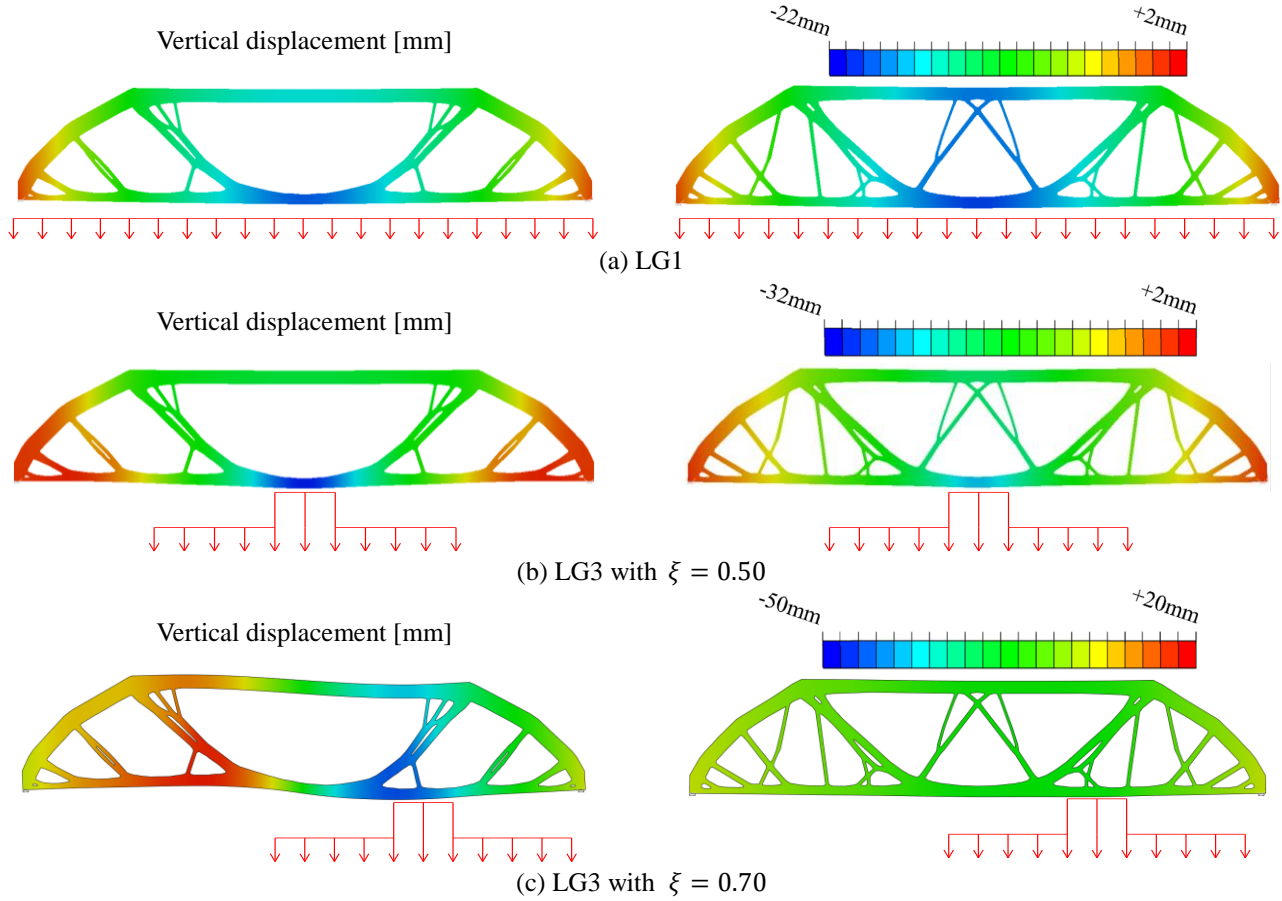 Vertical displacement [mm]
-22mm
+2mm
(a) LG1
Vertical displacement [mm]
-32mm
+2mm
(b) LG3 with ξ = 0.50
Vertical displacement [mm]
-50mm
+20mm
(c) LG3 with ξ = 0.70